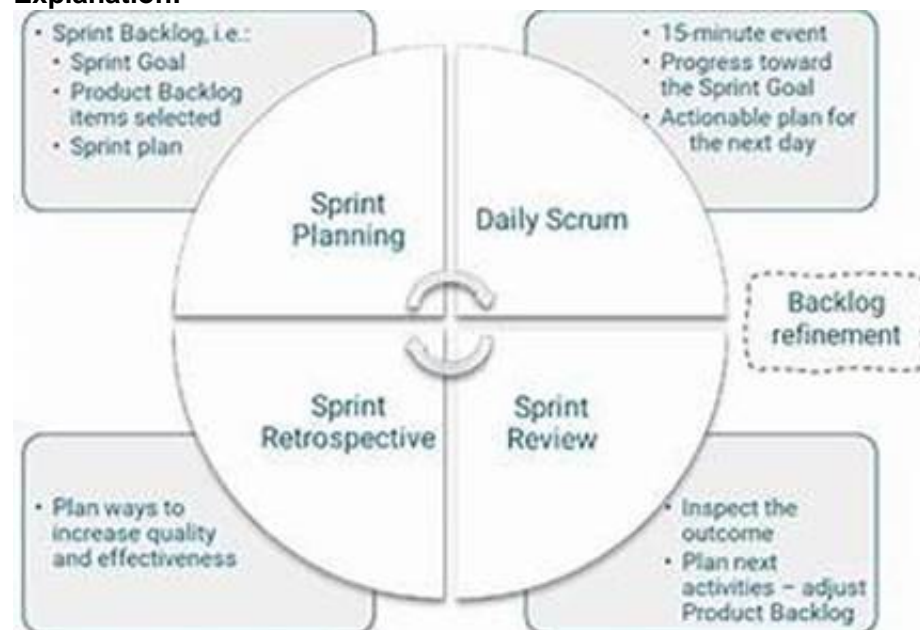 Explanation:
• Sprint Backlog, i.e.:
• Sprint Goal
• Product Backlog
items selected
• Sprint plan
• 15-minute event
• Progress toward
the Sprint Goal
• Actionable plan for
the next day
Sprint
Planning
Daily Scrum
Backlog
refinement
Sprint
Retrospective
Sprint
Review
• Plan ways to
increase quality
and effectiveness
• Inspect the
outcome
• Plan next
activities – adjust
Product Backlog